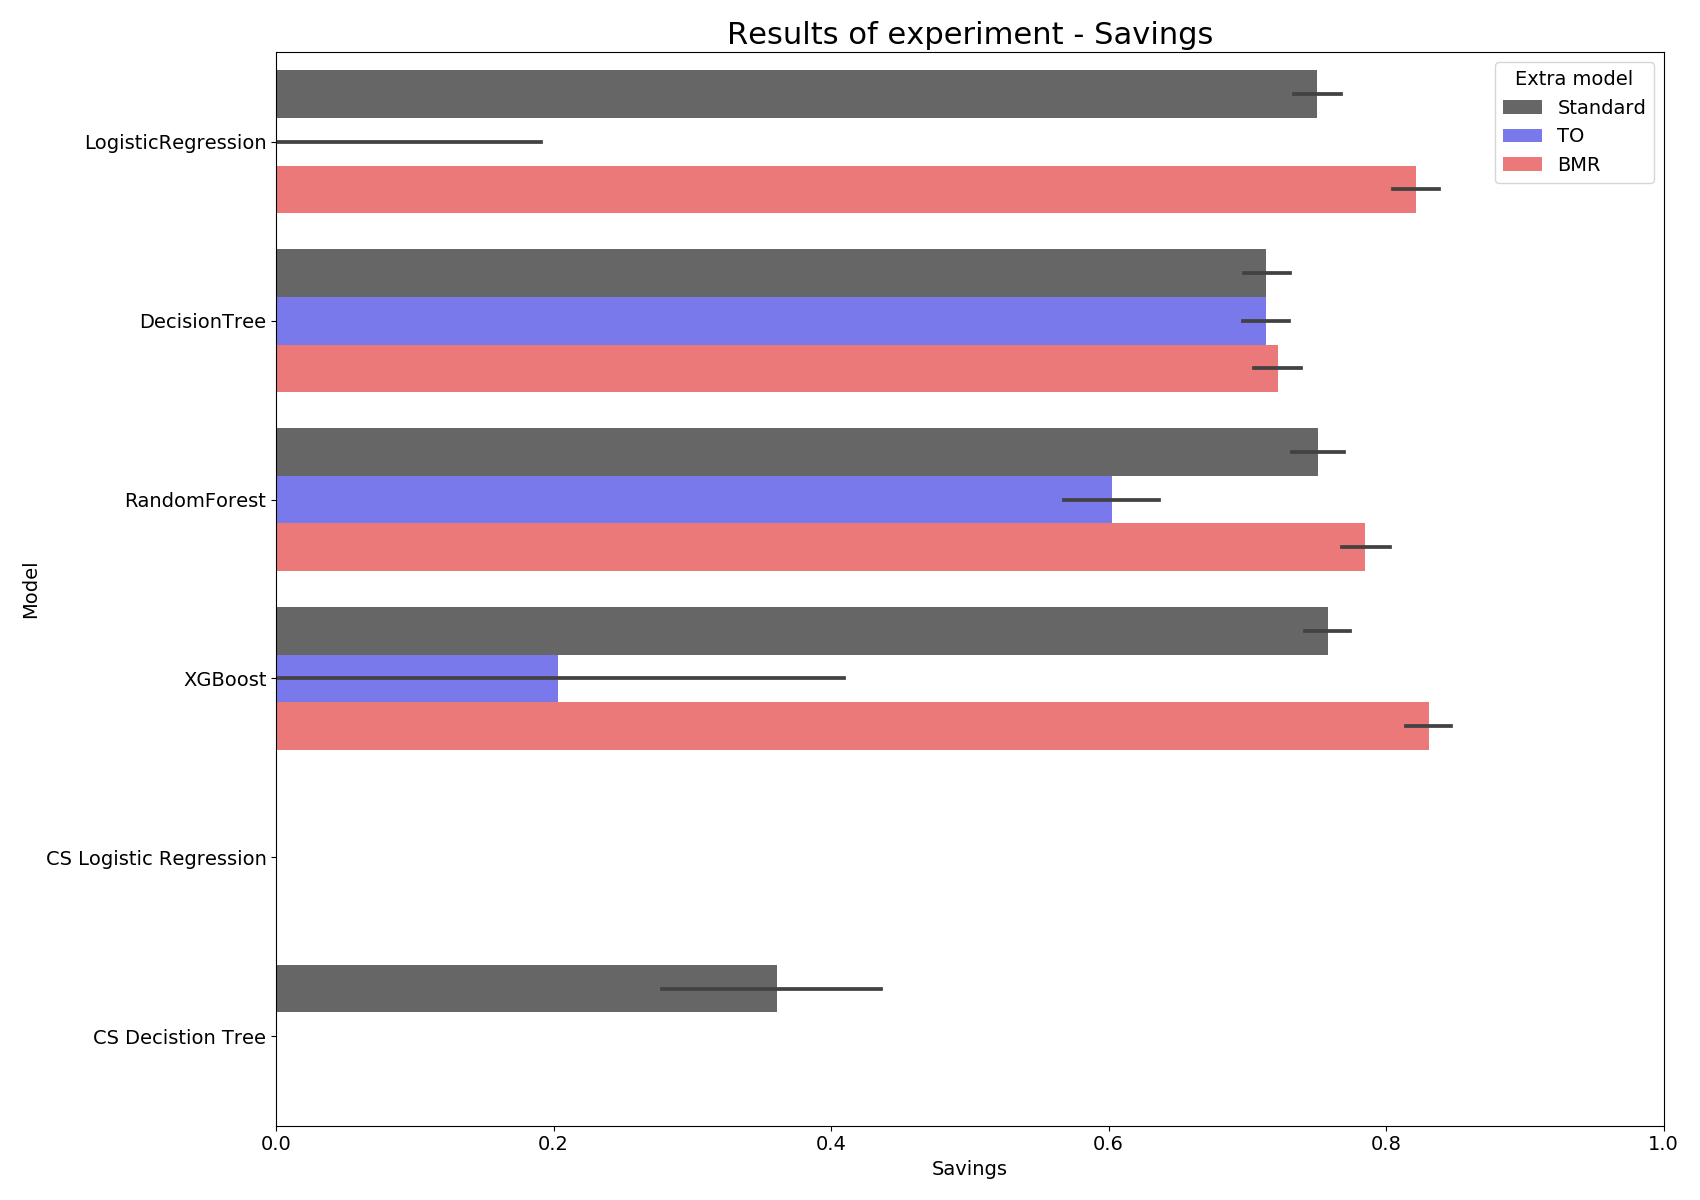 Results of experiment - Savings
Extra model
Standard
TO
BMR
LogisticRegression
DecisionTree
RandomForest
XGBoost
CS Logistic Regression
CS Decistion Tree
Model
0.0 0.2 0.4 0.6 0.8 1.0
Savings